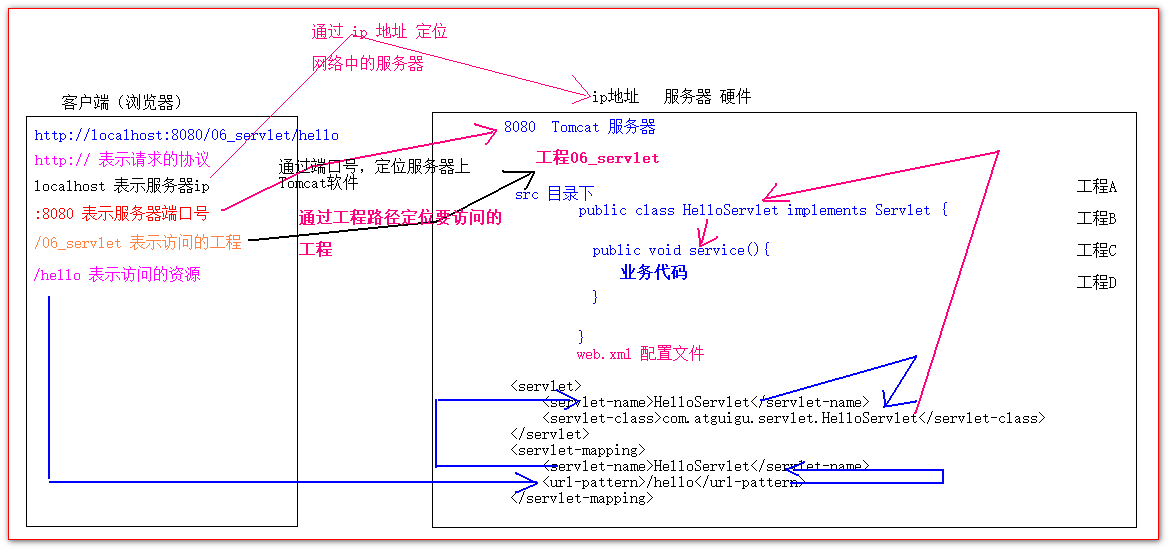 通过 ip 地址 定位
网络中的服务器
客户端（浏览器）
http://localhost:8080/06_servlet/hello
http:// 表示请求的协议
localhost 表示服务器ip
:8080 表示服务器端口号
/06_servlet 表示访问的工程
/hello 表示访问的资源
通过端口号，定位服务器上
Tomcat软件
通过工程路径定位要访问的
工程
ip地址 服务器 硬件
8080 Tomcat 服务器
工程06_servlet
src 目录下
public class HelloServlet implements Servlet {
public void service(){
业务代码
}
}
web.xml 配置文件
<servlet>
<servlet-name>HelloServlet</servlet-name>
<servlet-class>com.atguigu.servlet.HelloServlet</servlet-class>
</servlet>
<servlet-mapping>
<servlet-name>HelloServlet</servlet-name>
<url-pattern>/hello</url-pattern>
</servlet-mapping>
工程A
工程B
工程C
工程D